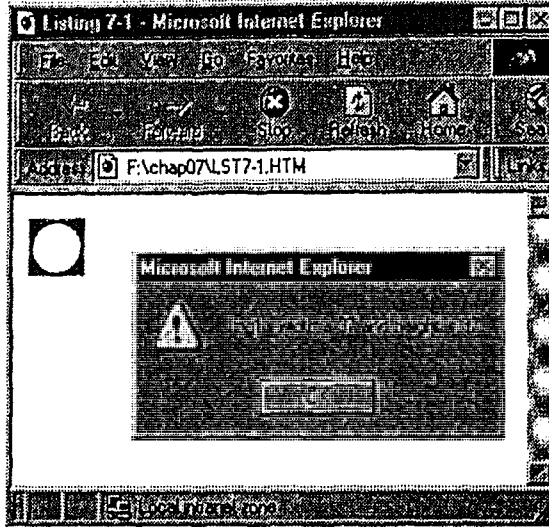 Listing 7-1 - Microsoft Internet Explorer
File Edit View Go Favorites Help
Back Forward Stop Refresh Home
Address F:\chap07\LST7-1.HTM Links
Microsoft Internet Explorer
Local intranet zone